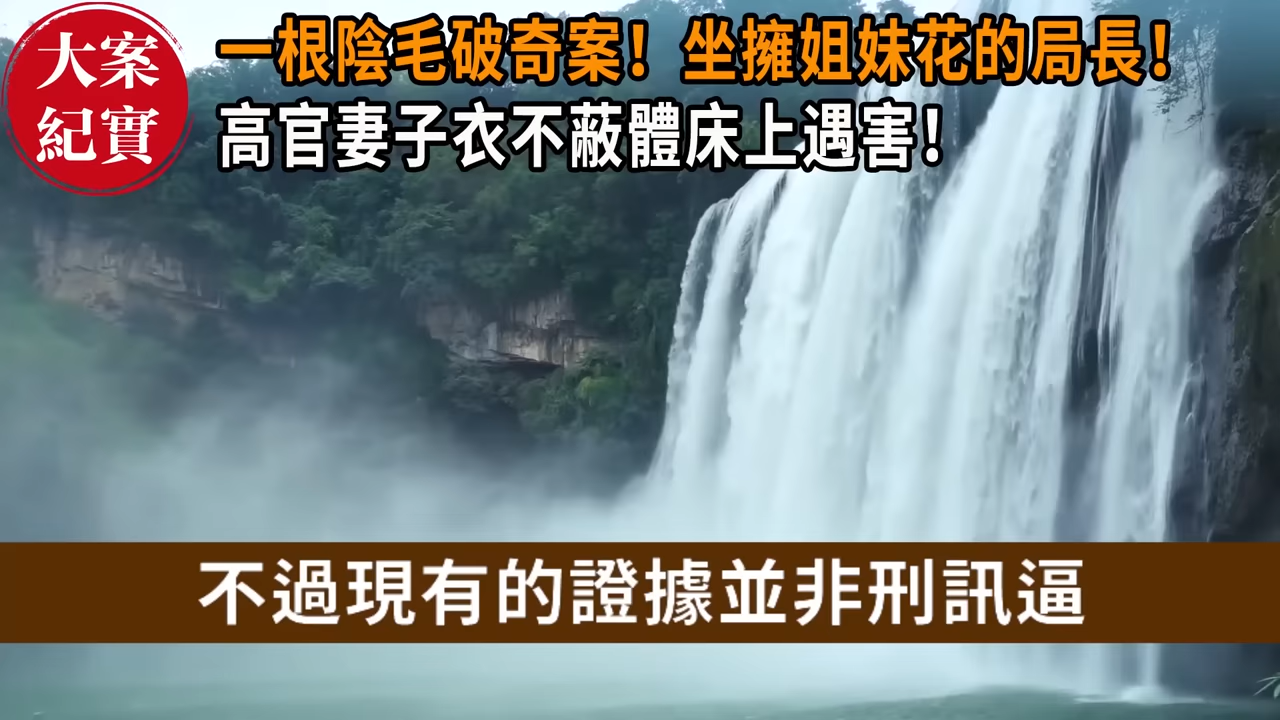 大案
紀實
一根陰毛破奇案！坐擁姐妹花的局長！
高官妻子衣不蔽體床上遇害！
不過現有的證據並非刑訊逼